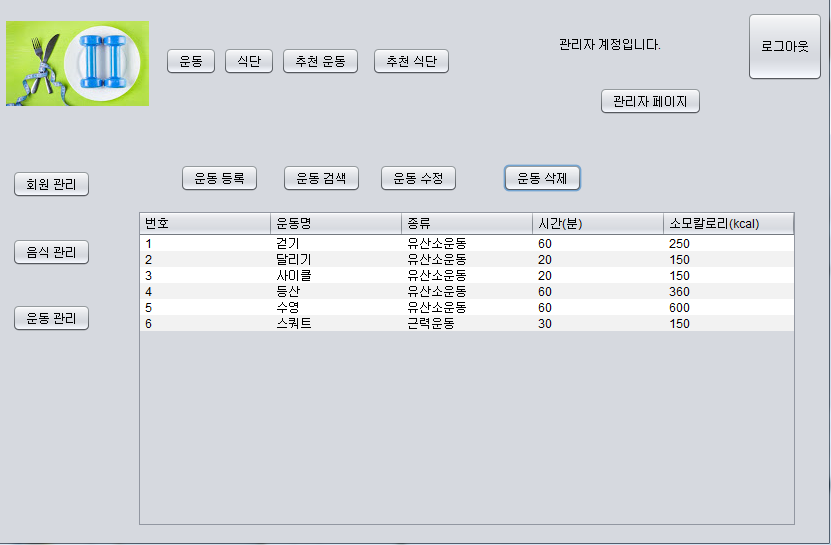 관리자 계정입니다.
로그아웃
운동 식단 추천 운동 추천 식단
관리자 페이지
회원 관리
음식 관리
운동 관리
운동 등록 운동 검색 운동 수정 운동 삭제
번호 운동명 종류 시간(분) 소모칼로리(kcal)
1 걷기 유산소운동 60 250
2 달리기 유산소운동 20 150
3 사이클 유산소운동 20 150
4 등산 유산소운동 60 360
5 수영 유산소운동 60 600
6 스쿼트 근력운동 30 150